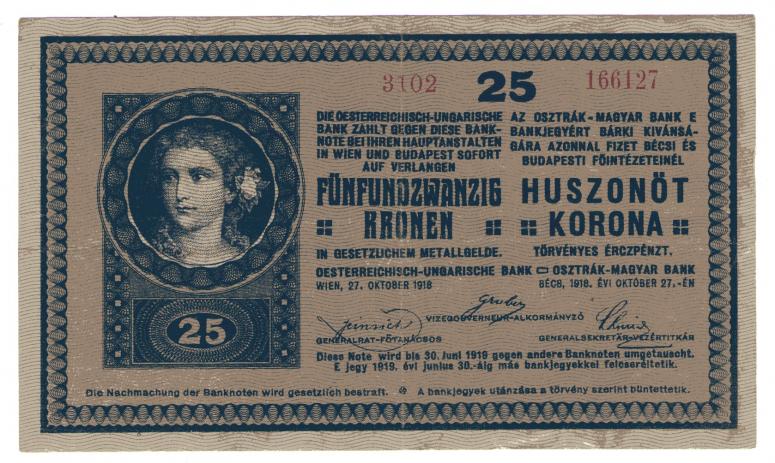 3102 25 166127
DIE OESTERREICHISCH-UNGARISCHE
BANK ZAHLT GEGEN DIESE BANK-
NOTE BEI IHREN HAUPTANSTALTEN
IN WIEN UND BUDAPEST SOFORT
AUF VERLANGEN
FÜNFUNDZWANZIG
KRONEN
IN GESETZLICHEM METALLGELDE.
OESTERREICHISCH-UNGARISCHE BANK
WIEN, 27. OKTOBER 1918
AZ OSZTRÁK-MAGYAR BANK E
BANKJEGYÉRT BÁRKI KIVÁNSÁ-
GÁRA AZONNAL FIZET BÉCSI ÉS
BUDAPESTI FŐINTÉZETEINÉL
HUSZONÖT
KORONA
TÖRVÉNYES ÉRCZPÉNZT.
OSZTRÁK-MAGYAR BANK
BÉCS, 1918. ÉVI OKTÓBER 27.-ÉN
Gruber
VIZEGOUVERNEUR-ALKORMÁNYZÓ
GENERALRAT-FŐTANÁCSOS
GENERALSEKRETÄR-VEZÉRTITKÁR
Diese Note wird bis 30. Juni 1919 gegen andere Banknoten umgetauscht.
E jegy 1919. évi junius 30.-áig más bankjegyekkel felcseréltetik.
25
Die Nachmachung der Banknoten wird gesetzlich bestraft. A bankjegyek utánzása a törvény szerint büntettetik.